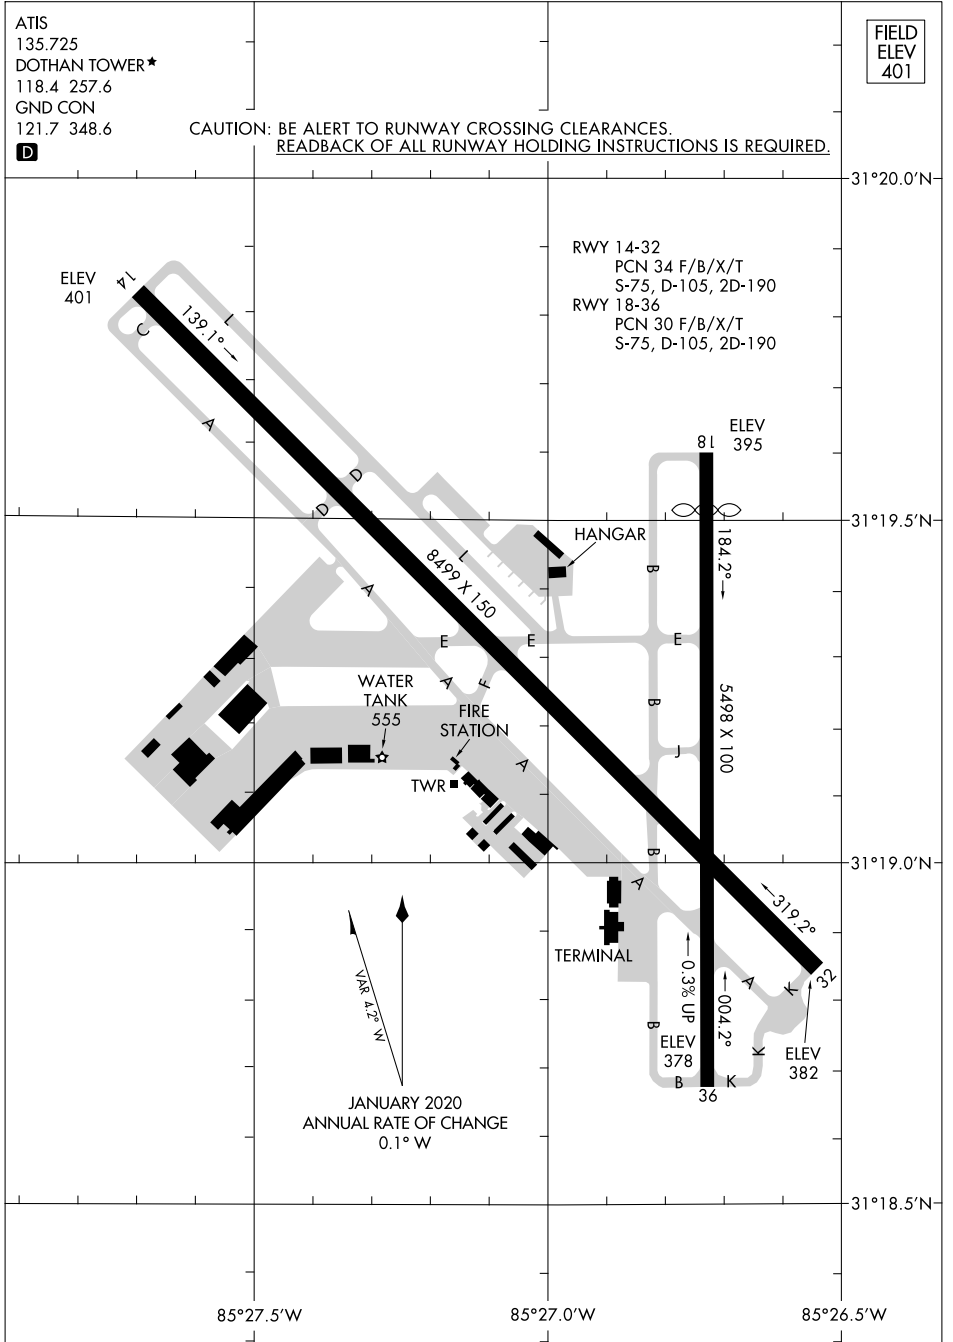 ATIS
135.725
DOTHAN TOWER★
118.4 257.6
GND CON
121.7 348.6
D
FIELD
ELEV
401
CAUTION: BE ALERT TO RUNWAY CROSSING CLEARANCES.
READBACK OF ALL RUNWAY HOLDING INSTRUCTIONS IS REQUIRED.
31°20.0'N
RWY 14-32
PCN 34 F/B/X/T
S-75, D-105, 2D-190
RWY 18-36
PCN 30 F/B/X/T
S-75, D-105, 2D-190
ELEV
401
14
C
139.1°
L
A
D
D
18
ELEV
395
31°19.5'N
184.2°
HANGAR
L
8499 X 150
A
B
E
E
E
A
F
B
5498 X 100
J
WATER
TANK
555
FIRE
STATION
A
TWR
B
31°19.0'N
A
319.2°
TERMINAL
32
A
K
0.3% UP
004.2°
B
K
ELEV
378
ELEV
382
B
K
36
VAR 4.2° W
JANUARY 2020
ANNUAL RATE OF CHANGE
0.1° W
31°18.5'N
85°27.5'W
85°27.0'W
85°26.5'W